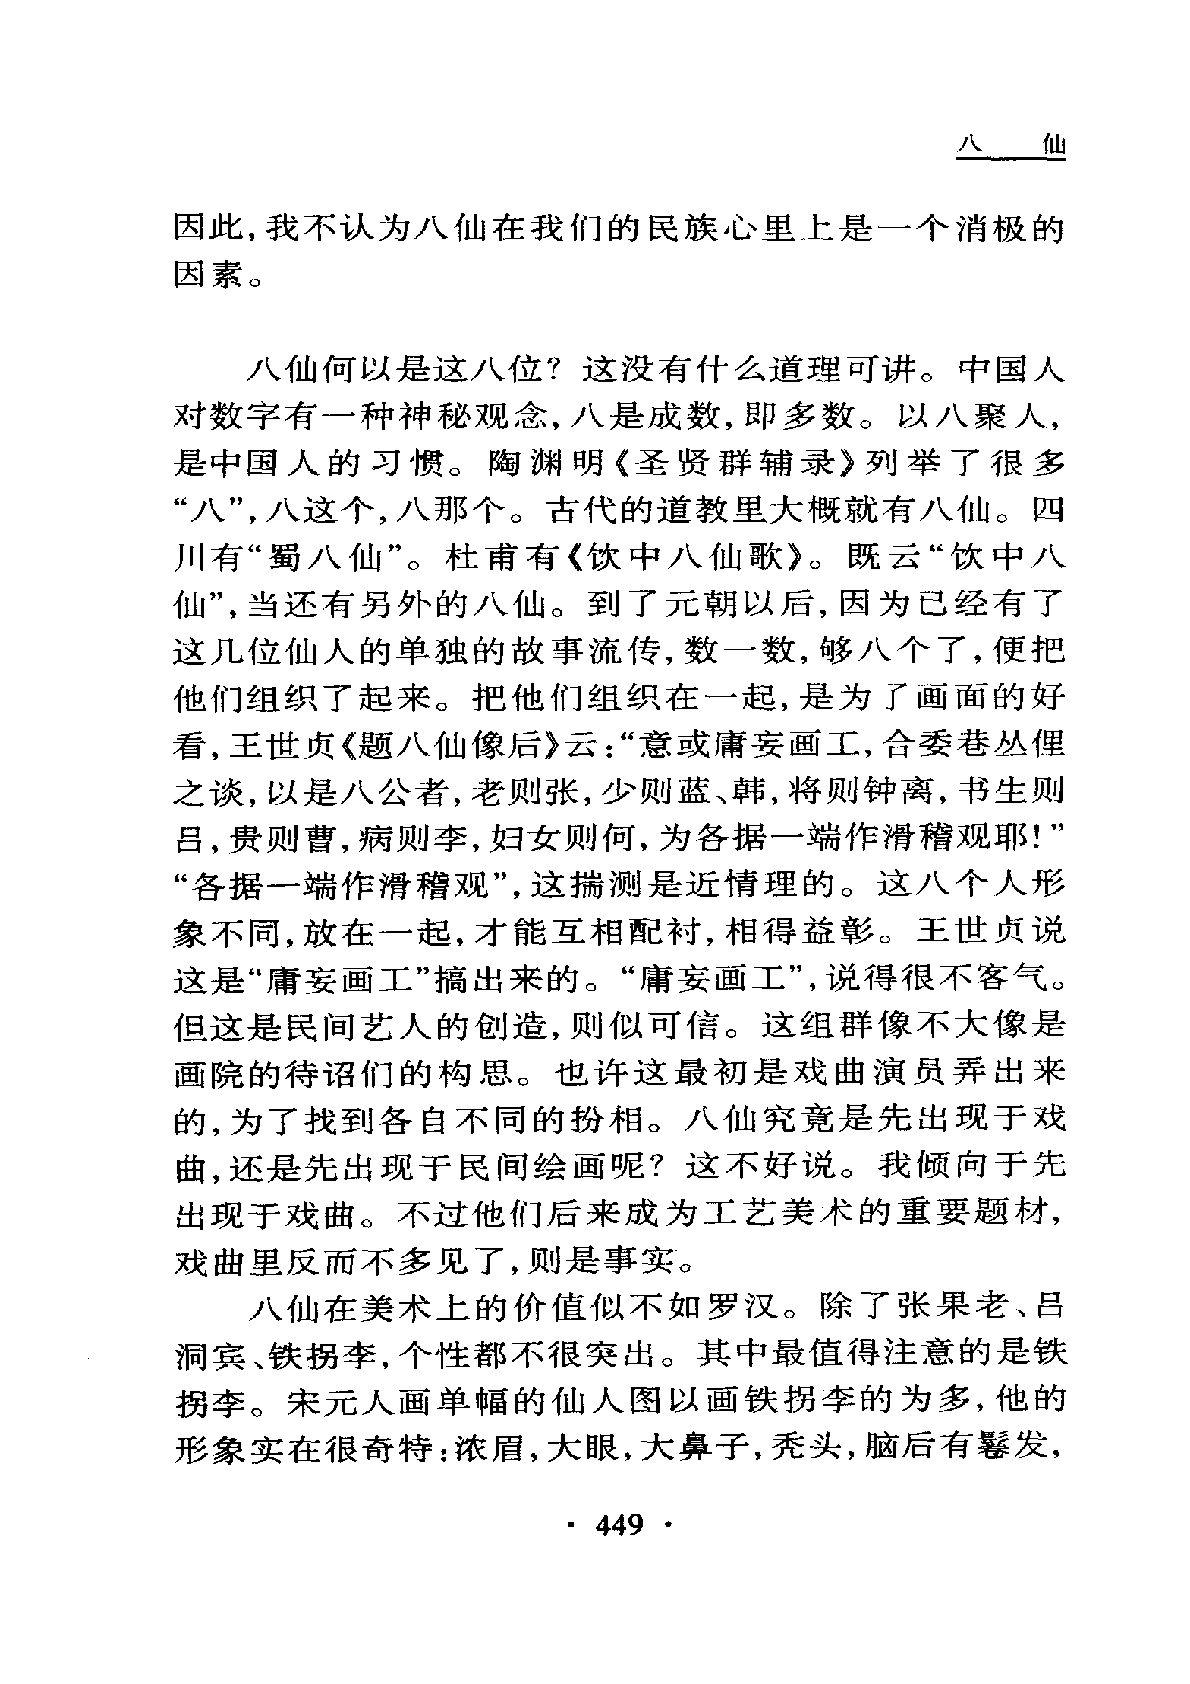 八　　仙
因此,我不认为八仙在我们的民族心里上是一个消极的
因素。
八仙何以是这八位?这没有什么道理可讲。中国人
对数字有一种神秘观念,八是成数,即多数。以八聚人,
是中国人的习惯。陶渊明《圣贤群辅录》列举了很多
“八”,八这个,八那个。古代的道教里大概就有八仙。四
川有“蜀八仙”。杜甫有《饮中八仙歌》。既云“饮中八
仙”,当还有另外的八仙。到了元朝以后,因为已经有了
这几位仙人的单独的故事流传,数一数,够八个了,便把
他们组织了起来。把他们组织在一起,是为了画面的好
看,王世贞《题八仙像后》云:“意或庸妄画工,合委巷丛俚
之谈,以是八公者,老则张,少则蓝、韩,将则钟离,书生则
吕,贵则曹,病则李,妇女则何,为各据一端作滑稽观耶!”
“各据一端作滑稽观”,这揣测是近情理的。这八个人形
象不同,放在一起,才能互相配衬,相得益彰。王世贞说
这是“庸妄画工”搞出来的。“庸妄画工”,说得很不客气。
但这是民间艺人的创造,则似可信。这组群像不大像是
画院的待诏们的构思。也许这最初是戏曲演员弄出来
的,为了找到各自不同的扮相。八仙究竟是先出现于戏
曲,还是先出现于民间绘画呢?这不好说。我倾向于先
出现于戏曲。不过他们后来成为工艺美术的重要题材,
戏曲里反而不多见了,则是事实。
八仙在美术上的价值似不如罗汉。除了张果老、吕
洞宾、铁拐李,个性都不很突出。其中最值得注意的是铁
拐李。宋元人画单幅的仙人图以画铁拐李的为多,他的
形象实在很奇特:浓眉,大眼,大鼻子,秃头,脑后有鬈发,
· 449 ·